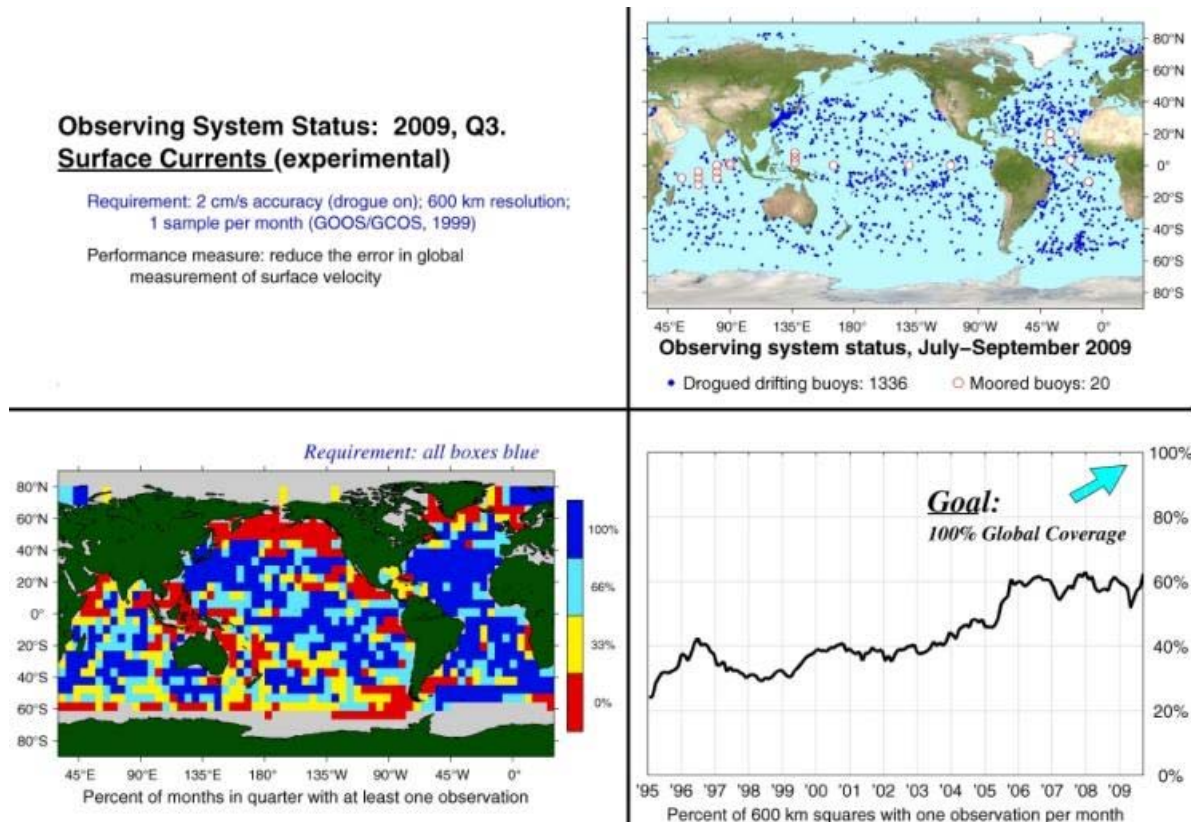 Observing System Status: 2009, Q3.
Surface Currents (experimental)
Requirement: 2 cm/s accuracy (drogue on); 600 km resolution;
1 sample per month (GOOS/GCOS, 1999)
Performance measure: reduce the error in global
measurement of surface velocity
80°N
60°N
40°N
20°N
0°
20°S
40°S
60°S
80°S
45°E 90°E 135°E 180° 135°W 90°W 45°W 0°
Observing system status, July–September 2009
Drogued drifting buoys: 1336 Moored buoys: 20
Requirement: all boxes blue
80°N
60°N
40°N
20°N
0°
20°S
40°S
60°S
80°S
100%
66%
33%
0%
45°E 90°E 135°E 180° 135°W 90°W 45°W 0°
Percent of months in quarter with at least one observation
Goal:
100% Global Coverage
100%
80%
60%
40%
20%
0%
'95 '96 '97 '98 '99 '00 '01 '02 '03 '04 '05 '06 '07 '08 '09
Percent of 600 km squares with one observation per month